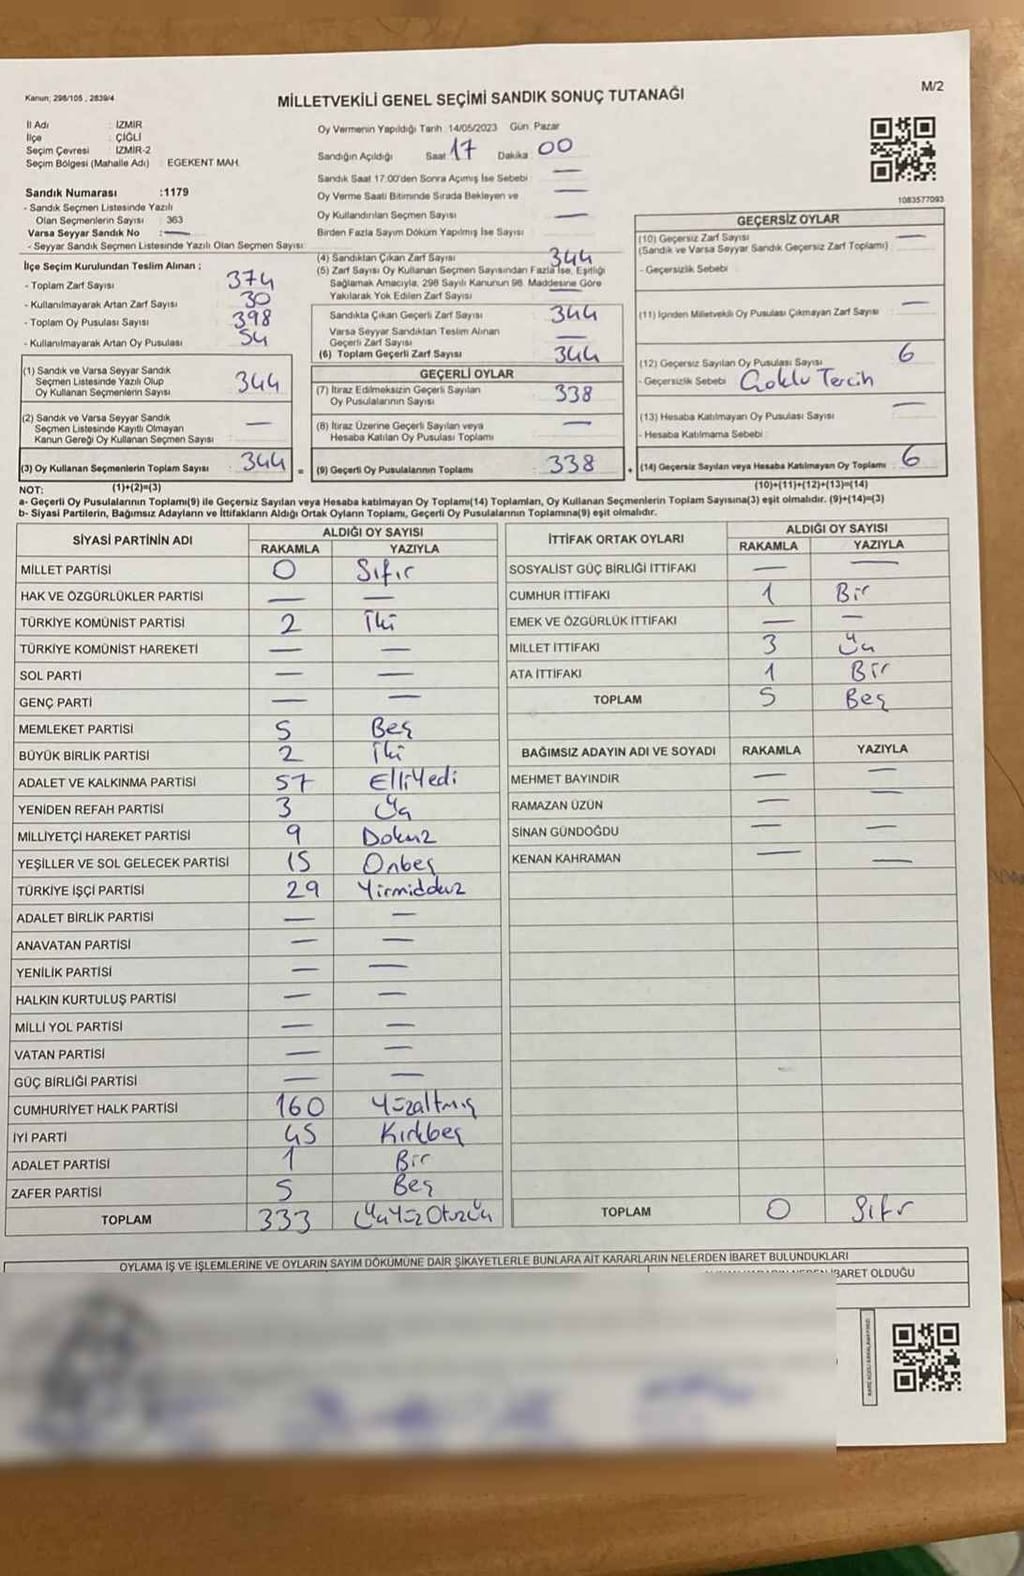 Kanun; 298/105 , 2839/4
MİLLETVEKİLİ GENEL SEÇİMİ SANDIK SONUÇ TUTANAĞI
M/2
İl Adı : İZMİR
İlçe : ÇİĞLİ
Seçim Çevresi : İZMİR-2
Seçim Bölgesi (Mahalle Adı) : EGEKENT MAH.
Oy Vermenin Yapıldığı Tarih 14/05/2023 Gün Pazar
Sandığın Açıldığı Saat 17 Dakika 00
Sandık Saat 17:00'den Sonra Açımış İse Sebebi —
Oy Verme Saati Bitiminde Sırada Bekleyen ve —
Oy Kullandırılan Seçmen Sayısı —
Birden Fazla Sayım Döküm Yapılmış İse Sayısı
1083577093
Sandık Numarası :1179
- Sandık Seçmen Listesinde Yazılı
Olan Seçmenlerin Sayısı : 363
Varsa Seyyar Sandık No : —
- Seyyar Sandık Seçmen Listesinde Yazılı Olan Seçmen Sayısı:
İlçe Seçim Kurulundan Teslim Alınan ;
- Toplam Zarf Sayısı 374
- Kullanılmayarak Artan Zarf Sayısı 30
- Toplam Oy Pusulası Sayısı 398
- Kullanılmayarak Artan Oy Pusulası 54
(1) Sandık ve Varsa Seyyar Sandık
Seçmen Listesinde Yazılı Olup
Oy Kullanan Seçmenlerin Sayısı 344
(2) Sandık ve Varsa Seyyar Sandık
Seçmen Listesinde Kayıtlı Olmayan
Kanun Gereği Oy Kullanan Seçmen Sayısı —
(3) Oy Kullanan Seçmenlerin Toplam Sayısı : 344 =
(4) Sandıktan Çıkan Zarf Sayısı 344
(5) Zarf Sayısı Oy Kullanan Seçmen Sayısından Fazla İse, Eşitliği
Sağlamak Amacıyla, 298 Sayılı Kanunun 98. Maddesine Göre
Yakılarak Yok Edilen Zarf Sayısı —
Sandıkta Çıkan Geçerli Zarf Sayısı 344
Varsa Seyyar Sandıktan Teslim Alınan
Geçerli Zarf Sayısı —
(6) Toplam Geçerli Zarf Sayısı 344
GEÇERLİ OYLAR
(7) İtiraz Edilmeksizin Geçerli Sayılan
Oy Pusulalarının Sayısı 338
(8) İtiraz Üzerine Geçerli Sayılan veya
Hesaba Katılan Oy Pusulası Toplamı —
(9) Geçerli Oy Pusulalarının Toplamı 338 +
GEÇERSİZ OYLAR
(10) Geçersiz Zarf Sayısı —
(Sandık ve Varsa Seyyar Sandık Geçersiz Zarf Toplamı)
- Geçersizlik Sebebi
(11) İçinden Milletvekili Oy Pusulası Çıkmayan Zarf Sayısı —
(12) Geçersiz Sayılan Oy Pusulası Sayısı 6
- Geçersizlik Sebebi Çoklu Tercih
(13) Hesaba Katılmayan Oy Pusulası Sayısı —
- Hesaba Katılmama Sebebi
(14) Geçersiz Sayılan veya Hesaba Katılmayan Oy Toplamı 6
NOT: (1)+(2)=(3) (10)+(11)+(12)+(13)=(14)
a- Geçerli Oy Pusulalarının Toplamı(9) ile Geçersiz Sayılan veya Hesaba katılmayan Oy Toplamı(14) Toplamları, Oy Kullanan Seçmenlerin Toplam Sayısına(3) eşit olmalıdır. (9)+(14)=(3)
b- Siyasi Partilerin, Bağımsız Adayların ve İttifakların Aldığı Ortak Oyların Toplamı, Geçerli Oy Pusulalarının Toplamına(9) eşit olmalıdır.
SİYASİ PARTİNİN ADI ALDIĞI OY SAYISI
RAKAMLA YAZIYLA
MİLLET PARTİSİ 0 Sıfır
HAK VE ÖZGÜRLÜKLER PARTİSİ — —
TÜRKİYE KOMÜNİST PARTİSİ 2 İki
TÜRKİYE KOMÜNİST HAREKETİ — —
SOL PARTİ — —
GENÇ PARTİ — —
MEMLEKET PARTİSİ 5 Beş
BÜYÜK BİRLİK PARTİSİ 2 İki
ADALET VE KALKINMA PARTİSİ 57 ElliYedi
YENİDEN REFAH PARTİSİ 3 Üç
MİLLİYETÇİ HAREKET PARTİSİ 9 Dokuz
YEŞİLLER VE SOL GELECEK PARTİSİ 15 Onbeş
TÜRKİYE İŞÇİ PARTİSİ 29 Yirmidokuz
ADALET BİRLİK PARTİSİ — —
ANAVATAN PARTİSİ — —
YENİLİK PARTİSİ — —
HALKIN KURTULUŞ PARTİSİ — —
MİLLİ YOL PARTİSİ — —
VATAN PARTİSİ — —
GÜÇ BİRLİĞİ PARTİSİ — —
CUMHURİYET HALK PARTİSİ 160 Yüzaltmış
İYİ PARTİ 45 Kırkbeş
ADALET PARTİSİ 1 Bir
ZAFER PARTİSİ 5 Beş
TOPLAM 333 ÜçYüzOtuzÜç
İTTİFAK ORTAK OYLARI ALDIĞI OY SAYISI
RAKAMLA YAZIYLA
SOSYALİST GÜÇ BİRLİĞİ İTTİFAKI — —
CUMHUR İTTİFAKI 1 Bir
EMEK VE ÖZGÜRLÜK İTTİFAKI — —
MİLLET İTTİFAKI 3 Üç
ATA İTTİFAKI 1 Bir
TOPLAM 5 Beş
BAĞIMSIZ ADAYIN ADI VE SOYADI RAKAMLA YAZIYLA
MEHMET BAYINDIR — —
RAMAZAN ÜZÜN — —
SİNAN GÜNDOĞDU — —
KENAN KAHRAMAN — —
TOPLAM 0 Sıfır
OYLAMA İŞ VE İŞLEMLERİNE VE OYLARIN SAYIM DÖKÜMÜNE DAİR ŞİKAYETLERLE BUNLARA AİT KARARLARIN NELERDEN İBARET BULUNDUKLARI
İBARET OLDUĞU